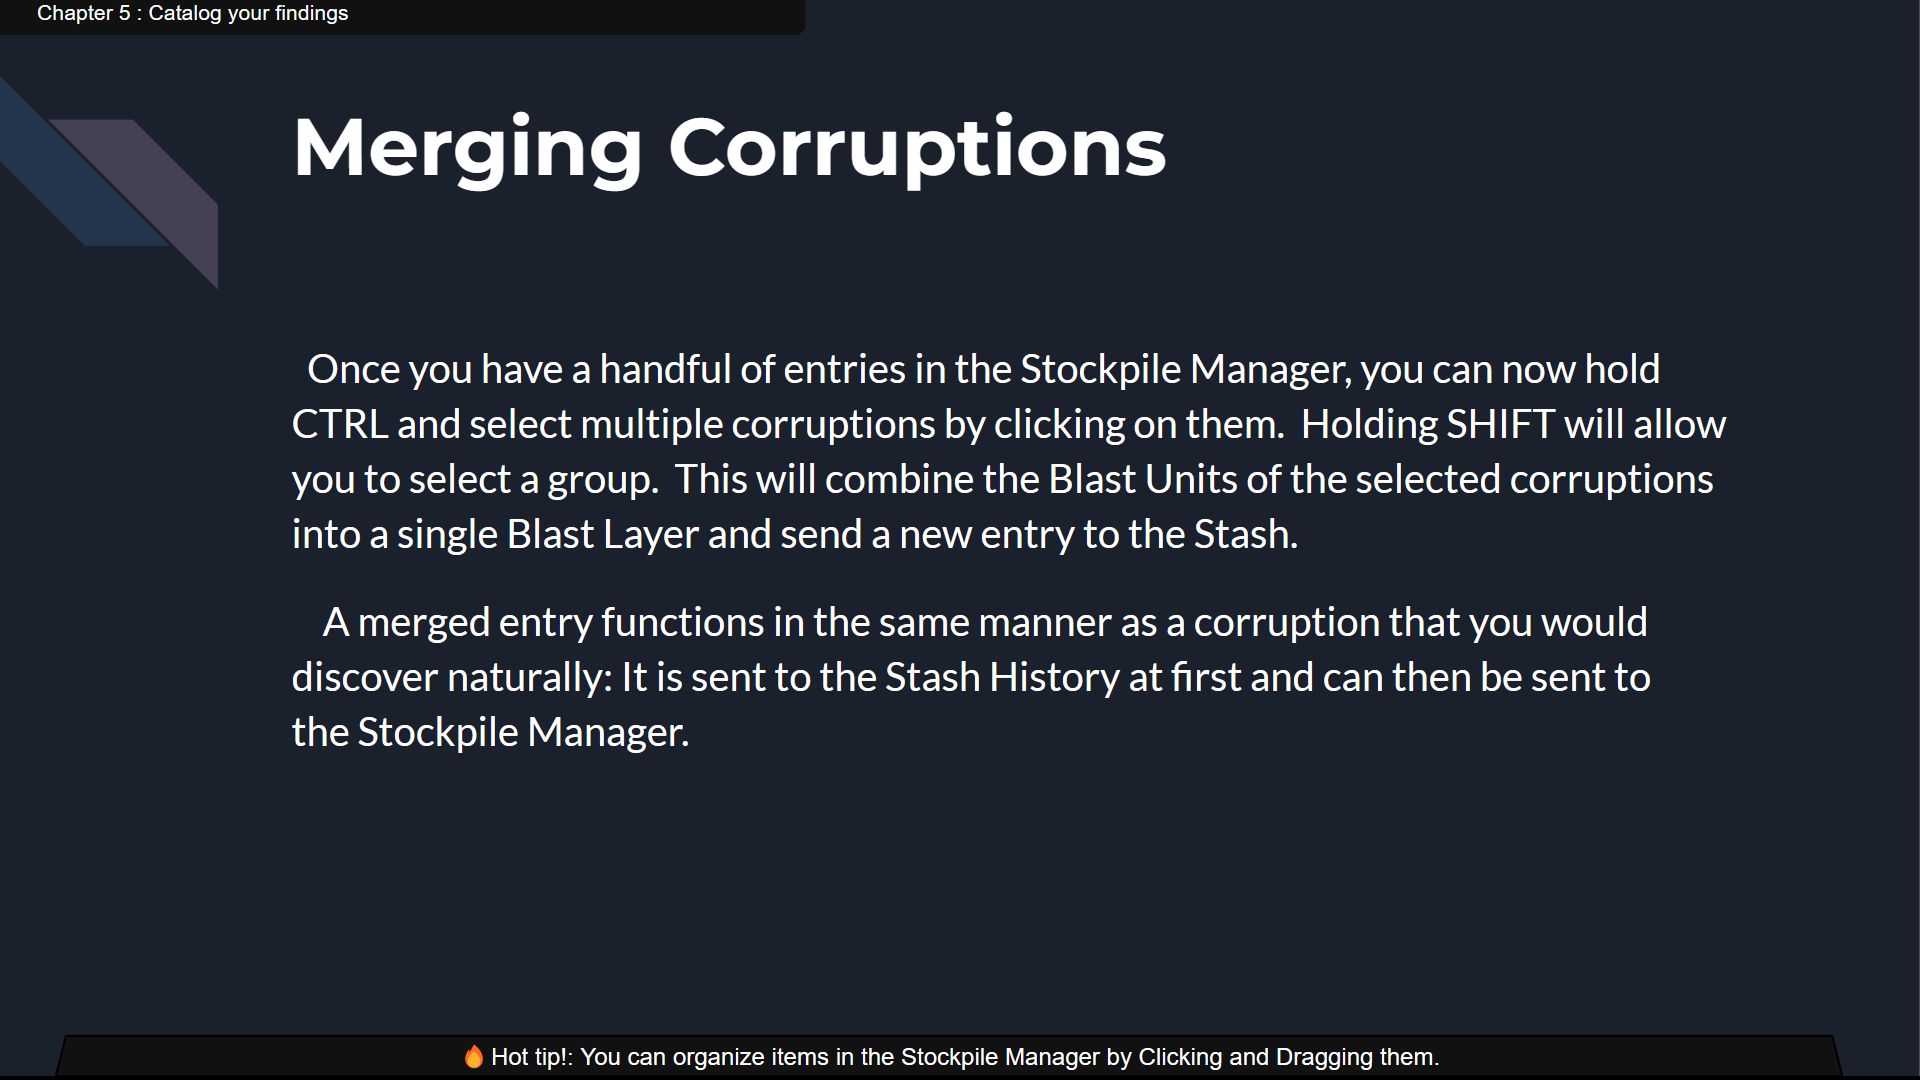 Chapter 5 : Catalog your findings
Merging Corruptions
Once you have a handful of entries in the Stockpile Manager, you can now hold
CTRL and select multiple corruptions by clicking on them.  Holding SHIFT will allow
you to select a group.  This will combine the Blast Units of the selected corruptions
into a single Blast Layer and send a new entry to the Stash.
A merged entry functions in the same manner as a corruption that you would
discover naturally: It is sent to the Stash History at first and can then be sent to
the Stockpile Manager.
🔥 Hot tip!: You can organize items in the Stockpile Manager by Clicking and Dragging them.